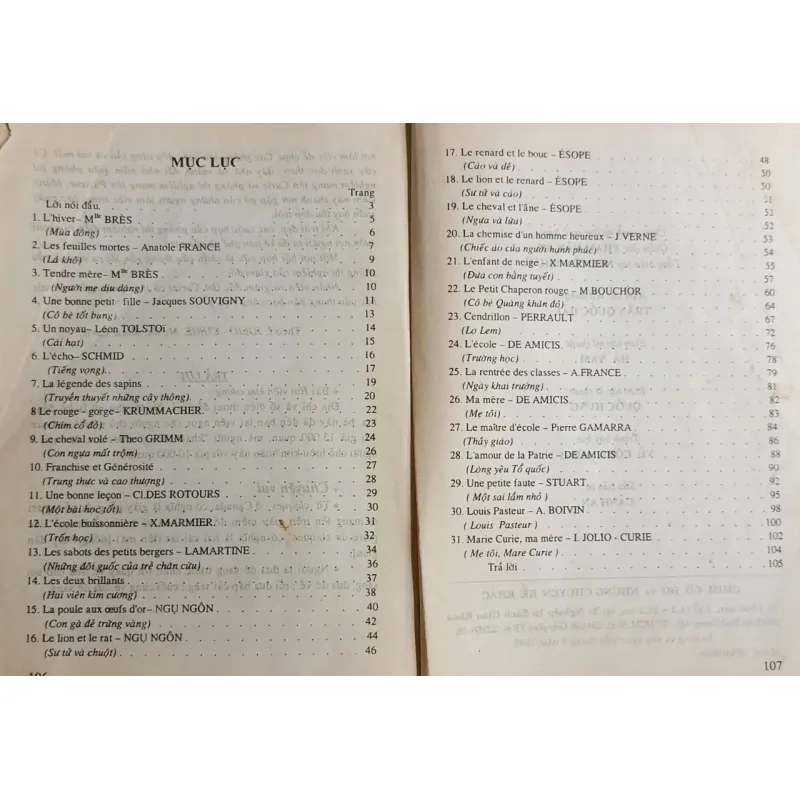 MỤC LỤC
Trang
Lời nói đầu. 3
1. L'hiver- Mlle BRÈS 5
(Mùa đông) 6
2. Les feuilles mortes - Anatole FRANCE 7
(Lá khô) 9
3. Tendre mère- Mlle BRÈS 10
(Người mẹ dịu dàng) 10
4. Une bonne petit fille - Jacques SOUVIGNY 11
(Cô bé tốt bụng) 13
5. Un noyau- Léon TOLSTOï 14
(Cái hạt) 15
6. L'écho- SCHMID 16
(Tiếng vọng). 17
7. La légende des sapins 19
(Truyền thuyết những cây thông). 20
8 Le rouge - gorge- KRUMMACHER 22
(Chim cổ đỏ). 23
9. Le cheval volé - Theo GRIMM 24
(Con ngựa mất trộm) 26
10. Franchise et Générosité 27
(Trung thực và cao thượng) 28
11. Une bonne leçon - Cl.DES ROTOURS 29
(Một bài học tốt). 30
12. L'école buissonnière - X.MARMIER. 31
(Trốn học) 32
13. Les sabots des petits bergers - LAMARTINE 34
(Những đôi guốc của trẻ chăn cừu) 36
14. Les deux brillants 37
(Hai viên kim cương) 38
15. La poule aux œufs d'or- NGỤ NGÔN 40
(Con gà đẻ trứng vàng) 42
16. Le lion et le rat - NGỤ NGÔN 44
(Sư tử và chuột) 46
17. Le renard et le bouc - ÉSOPE 48
(Cáo và dê) 50
18. Le lion et le renard - ÉSOPE 50
(Sư tử và cáo) 51
19. Le cheval et l'âne - ÉSOPE 52
(Ngựa và lừa) 52
20. La chemise d'un homme heureux - J.VERNE 53
(Chiếc áo của người hạnh phúc) 54
21. L'enfant de neige - X.MARMIER 55
(Đứa con bằng tuyết) 57
22. Le Petit Chaperon rouge - M.BOUCHOR 60
(Cô bé Quàng khăn đỏ) 64
23. Cendrillon - PERRAULT 67
(Lọ Lem) 72
24. L'école - DE AMICIS 76
(Trường học) 78
25. La rentrée des classes - A.FRANCE 79
(Ngày khai trường) 81
26. Ma mère - DE AMICIS 82
(Mẹ tôi) 83
27. Le maître d'école - Pierre GAMARRA 84
(Thầy giáo) 86
28. L'amour de la Patrie - DE AMICIS 88
(Lòng yêu Tổ quốc) 90
29. Une petite faute - STUART 92
(Một sai lầm nhỏ) 95
30. Louis Pasteur - A. BOIVIN 98
(Louis Pasteur) 100
31. Marie Curie, ma mère - I. JOLIO - CURIE 102
(Mẹ tôi, Mare Curie) 104
Trả lời 105
107